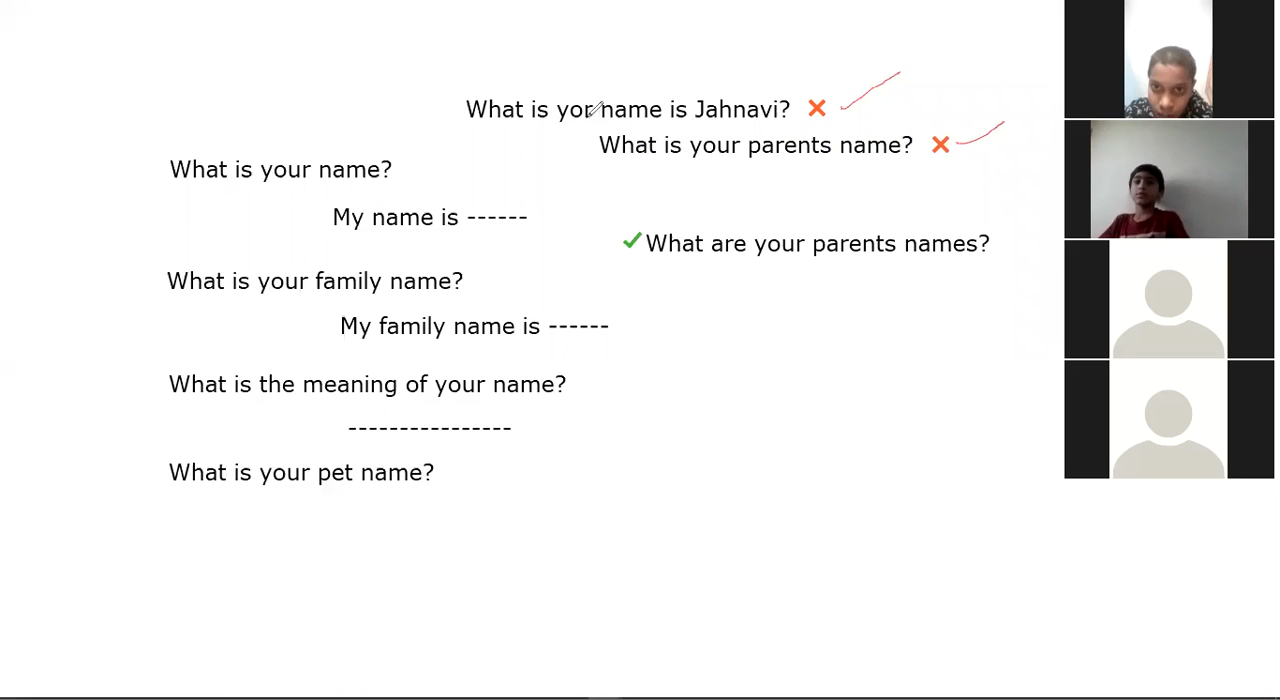 What is yor name is Jahnavi?
What is your parents name?
What is your name?
My name is ------
What are your parents names?
What is your family name?
My family name is ------
What is the meaning of your name?
----------------
What is your pet name?